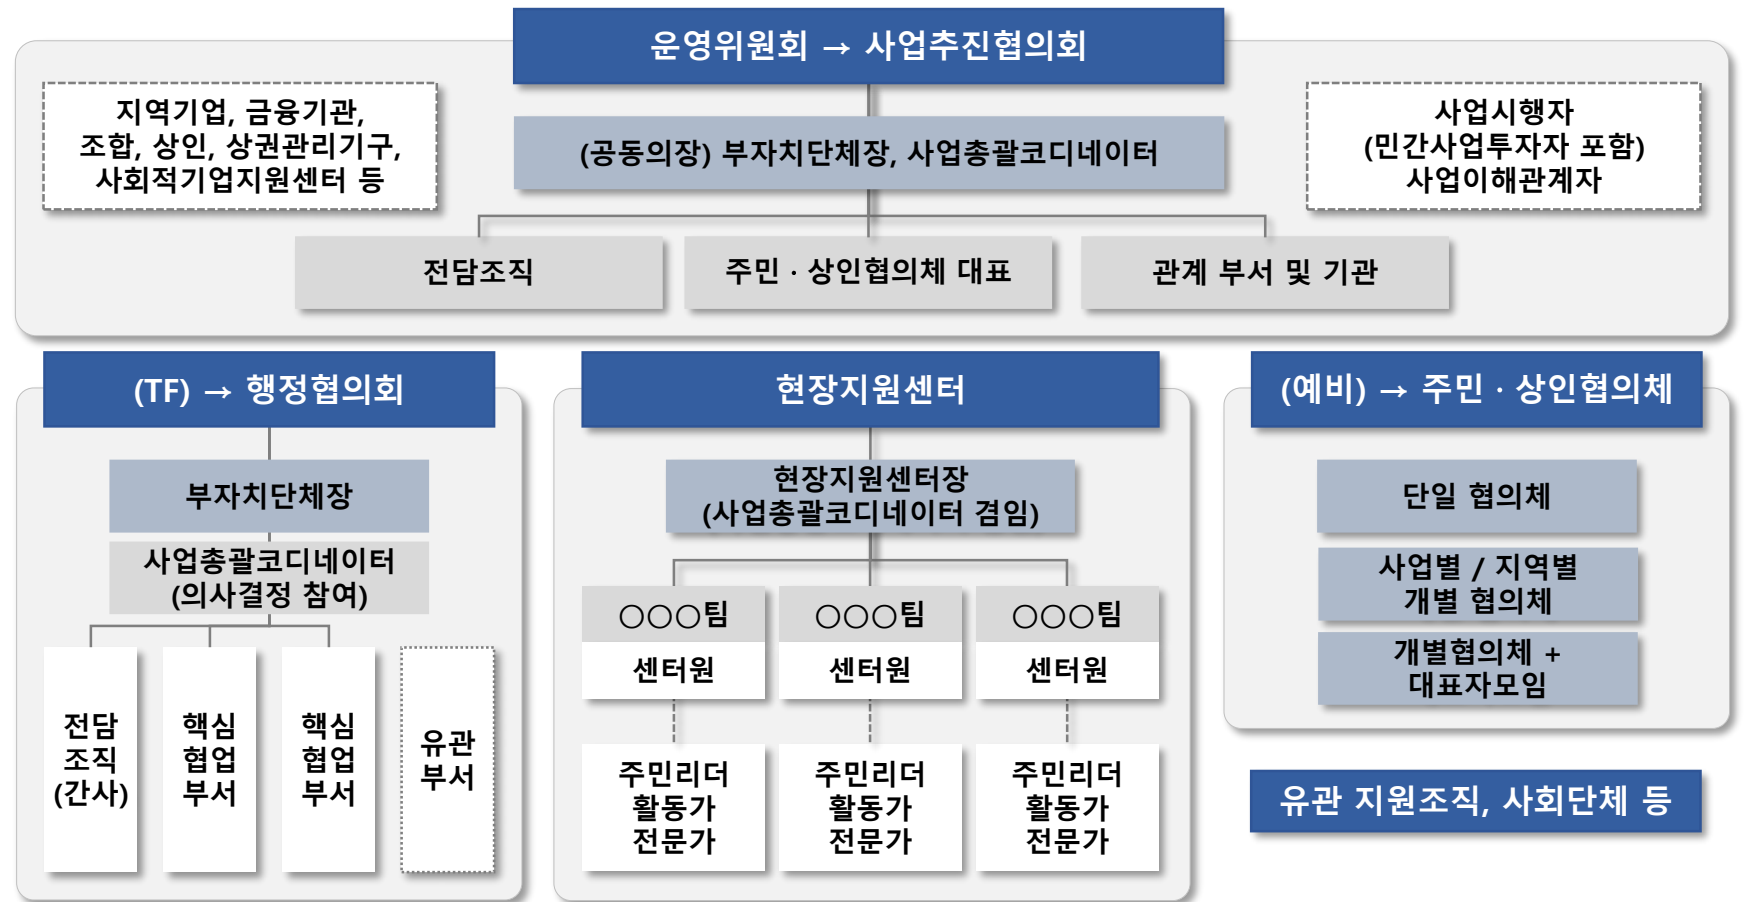 운영위원회 → 사업추진협의회
지역기업, 금융기관,
조합, 상인, 상권관리기구,
사회적기업지원센터 등
(공동의장) 부자치단체장, 사업총괄코디네이터
사업시행자
(민간사업투자자 포함)
사업이해관계자
전담조직
주민 · 상인협의체 대표
관계 부서 및 기관
(TF) → 행정협의회
부자치단체장
사업총괄코디네이터
(의사결정 참여)
전담
조직
(간사)
핵심
협업
부서
핵심
협업
부서
유관
부서
현장지원센터
현장지원센터장
(사업총괄코디네이터 겸임)
○○○팀
○○○팀
○○○팀
센터원
센터원
센터원
주민리더
활동가
전문가
주민리더
활동가
전문가
주민리더
활동가
전문가
(예비) → 주민 · 상인협의체
단일 협의체
사업별 / 지역별
개별 협의체
개별협의체 +
대표자모임
유관 지원조직, 사회단체 등